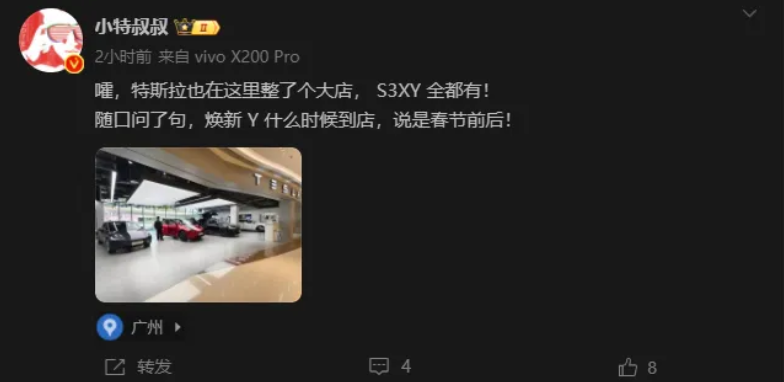 小特叔叔 II
2小时前 来自 vivo X200 Pro
嚯，特斯拉也在这里整了个大店， S3XY 全都有！
随口问了句，焕新 Y 什么时候到店，说是春节前后！
T E S L A
广州
转发 4 8